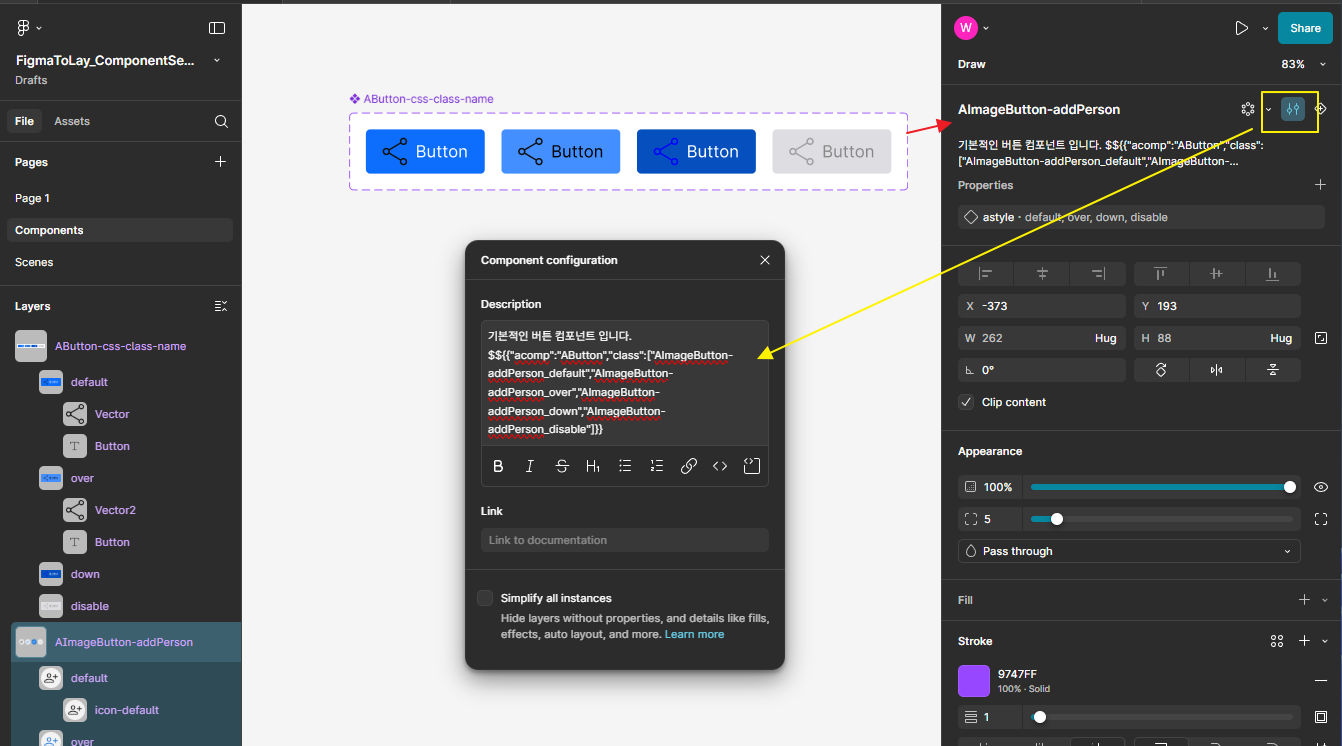 FigmaToLay_ComponentSe...
Drafts
File
Assets
Pages
Page 1
Components
Scenes
Layers
AButton-css-class-name
default
Vector
Button
over
Vector2
Button
down
disable
AImageButton-addPerson
default
icon-default
over
AButton-css-class-name
Button
Button
Button
Button
Component configuration
Description
기본적인 버튼 컴포넌트 입니다.
$${{"acomp":"AButton","class":["AImageButton-
addPerson_default","AImageButton-
addPerson_over","AImageButton-
addPerson_down","AImageButton-
addPerson_disable"]}}
B I S H1
Link
Link to documentation
Simplify all instances
Hide layers without properties, and details like fills,
effects, auto layout, and more. Learn more
W
Share
Draw
83%
AImageButton-addPerson
기본적인 버튼 컴포넌트 입니다. $${{"acomp":"AButton","class":
["AImageButton-addPerson_default","AImageButton-...
Properties
astyle · default, over, down, disable
X -373
Y 193
W 262 Hug
H 88 Hug
0°
Clip content
Appearance
100%
5
Pass through
Fill
Stroke
9747FF
100% · Solid
1